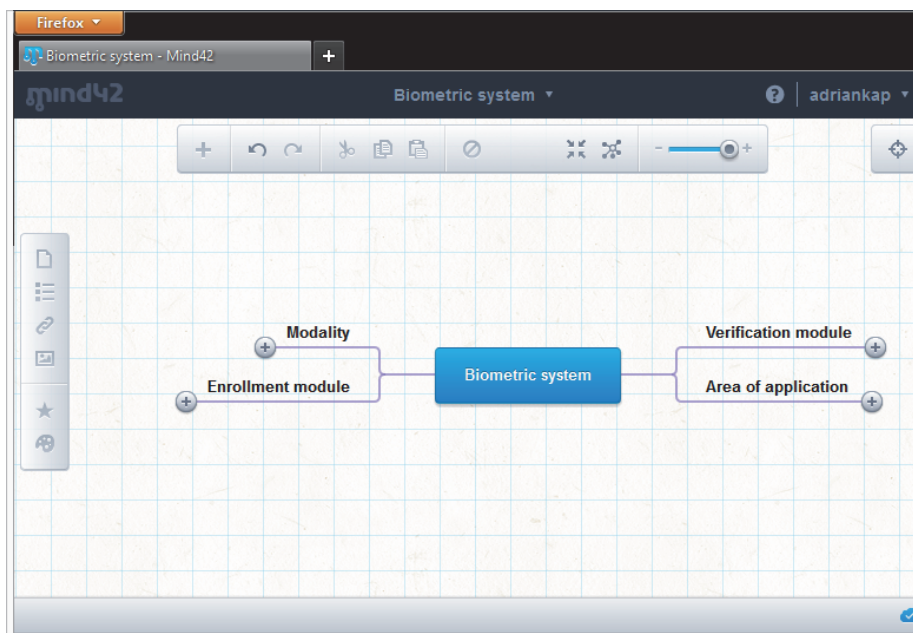 Firefox
Biometric system - Mind42
mind42
Biometric system
adriankap
Modality
Verification module
Biometric system
Enrollment module
Area of application